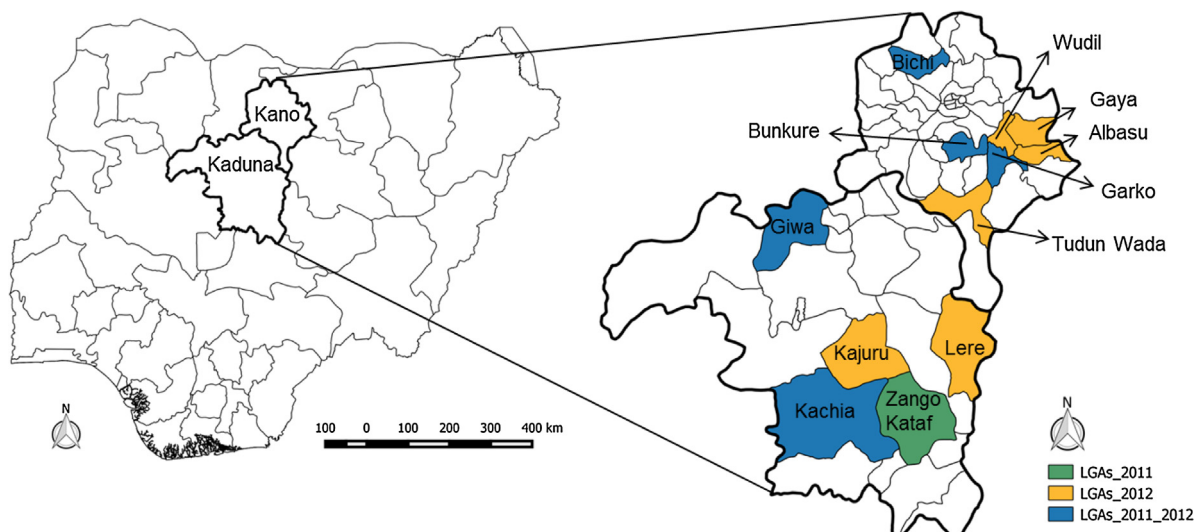 Kano
Kaduna
N
100 0 100 200 300 400 km
Bichi
Wudil
Gaya
Albasu
Bunkure
Garko
Tudun Wada
Giwa
Kajuru
Lere
Kachia
Zango
Kataf
N
LGAs_2011
LGAs_2012
LGAs_2011_2012